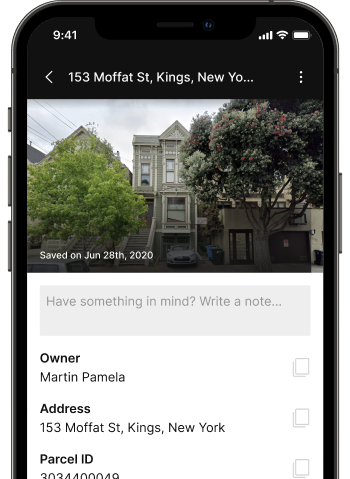 9:41
153 Moffat St, Kings, New Yo...
Saved on Jun 28th, 2020
Have something in mind? Write a note...
Owner
Martin Pamela
Address
153 Moffat St, Kings, New York
Parcel ID
3034400049